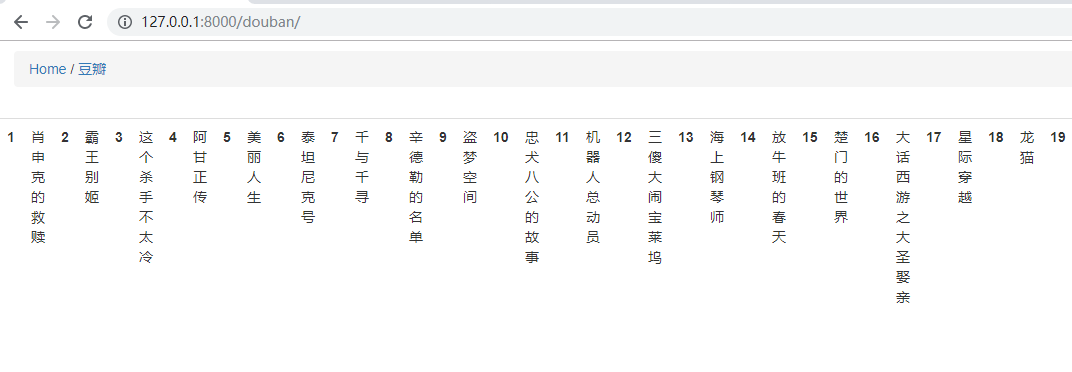 127.0.0.1:8000/douban/
Home / 豆瓣
1 肖申克的救赎 2 霸王别姬 3 这个杀手不太冷 4 阿甘正传 5 美丽人生 6 泰坦尼克号 7 千与千寻 8 辛德勒的名单 9 盗梦空间 10 忠犬八公的故事 11 机器人总动员 12 三傻大闹宝莱坞 13 海上钢琴师 14 放牛班的春天 15 楚门的世界 16 大话西游之大圣娶亲 17 星际穿越 18 龙猫 19